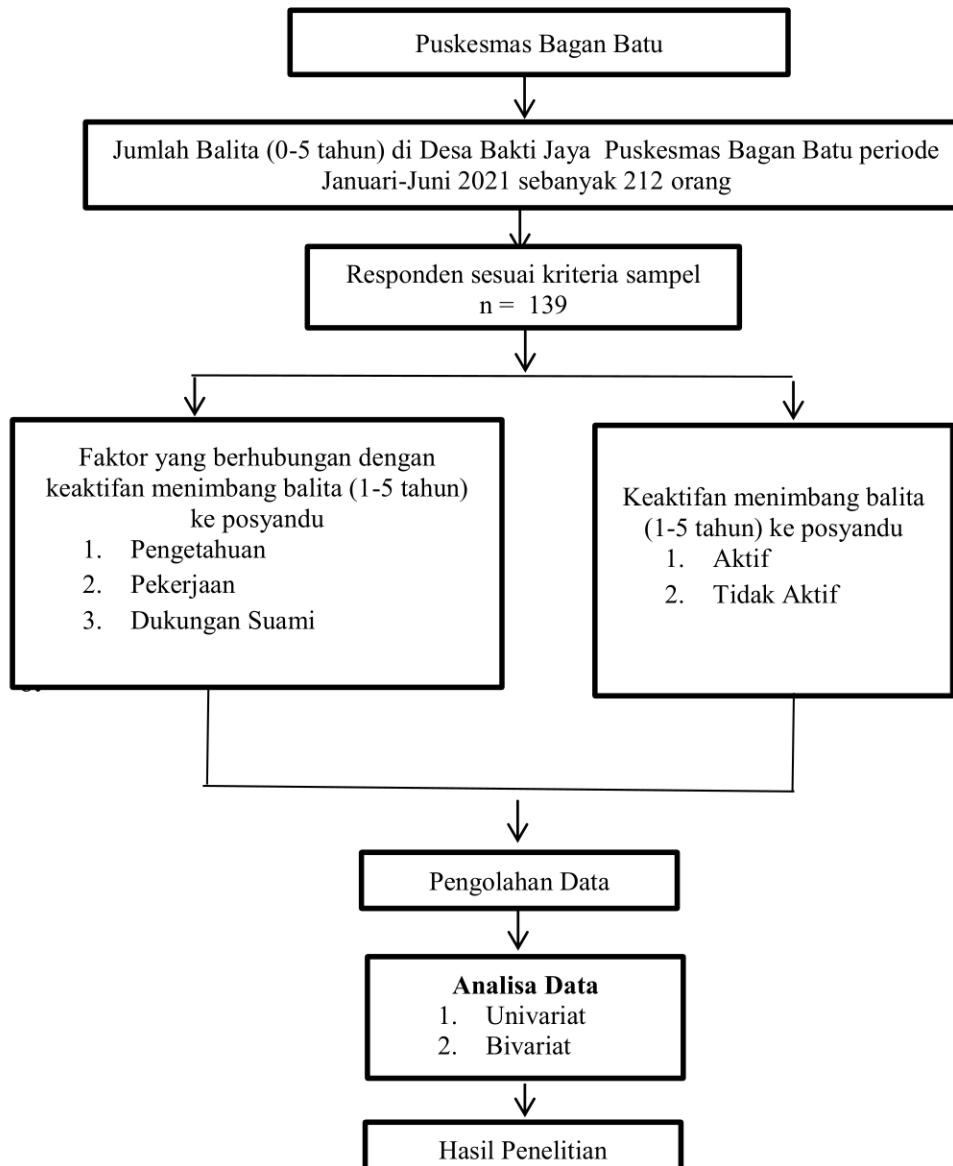 Puskesmas Bagan Batu
Jumlah Balita (0-5 tahun) di Desa Bakti Jaya Puskesmas Bagan Batu periode
Januari-Juni 2021 sebanyak 212 orang
Responden sesuai kriteria sampel
n = 139
Faktor yang berhubungan dengan
keaktifan menimbang balita (1-5 tahun)
ke posyandu
1. Pengetahuan
2. Pekerjaan
3. Dukungan Suami
Keaktifan menimbang balita
(1-5 tahun) ke posyandu
1. Aktif
2. Tidak Aktif
Pengolahan Data
Analisa Data
1. Univariat
2. Bivariat
Hasil Penelitian